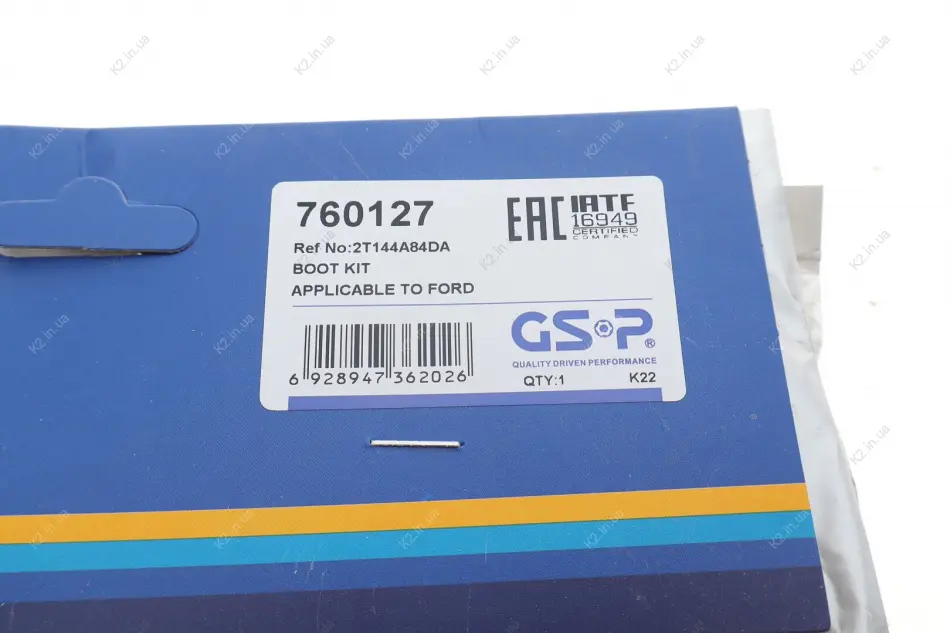 760127
Ref No:2T144A84DA
BOOT KIT
APPLICABLE TO FORD
EAC
IATF
16949
CERTIFIED
COMPANY
GSP®
QUALITY DRIVEN PERFORMANCE
6 928947 362026
QTY:1
K22
K2.in.ua